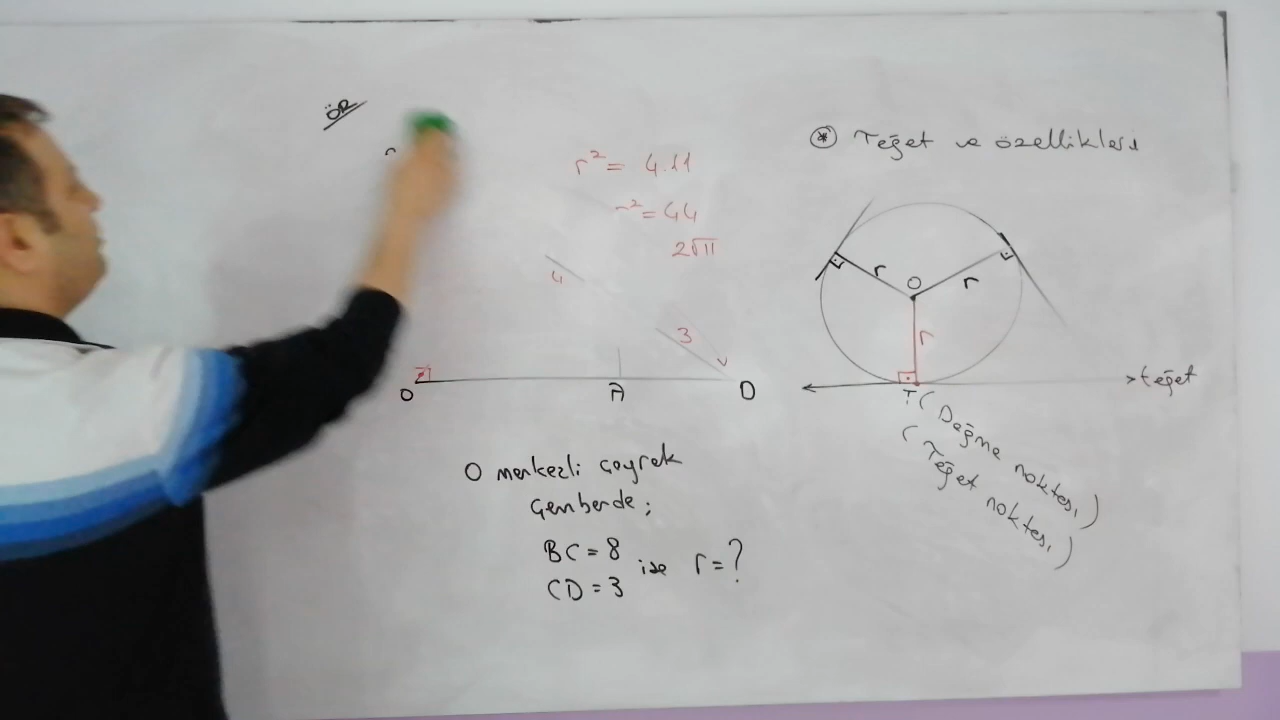 ÖR
r² = 4.11
r² = 44
2√11
4
3
O
A
D
O merkezli çeyrek
çemberde;
BC = 8
CD = 3
ise r = ?
⊛ Teğet ve özellikleri
r
O
r
r
T (Değme noktası)
(Teğet noktası)
teğet